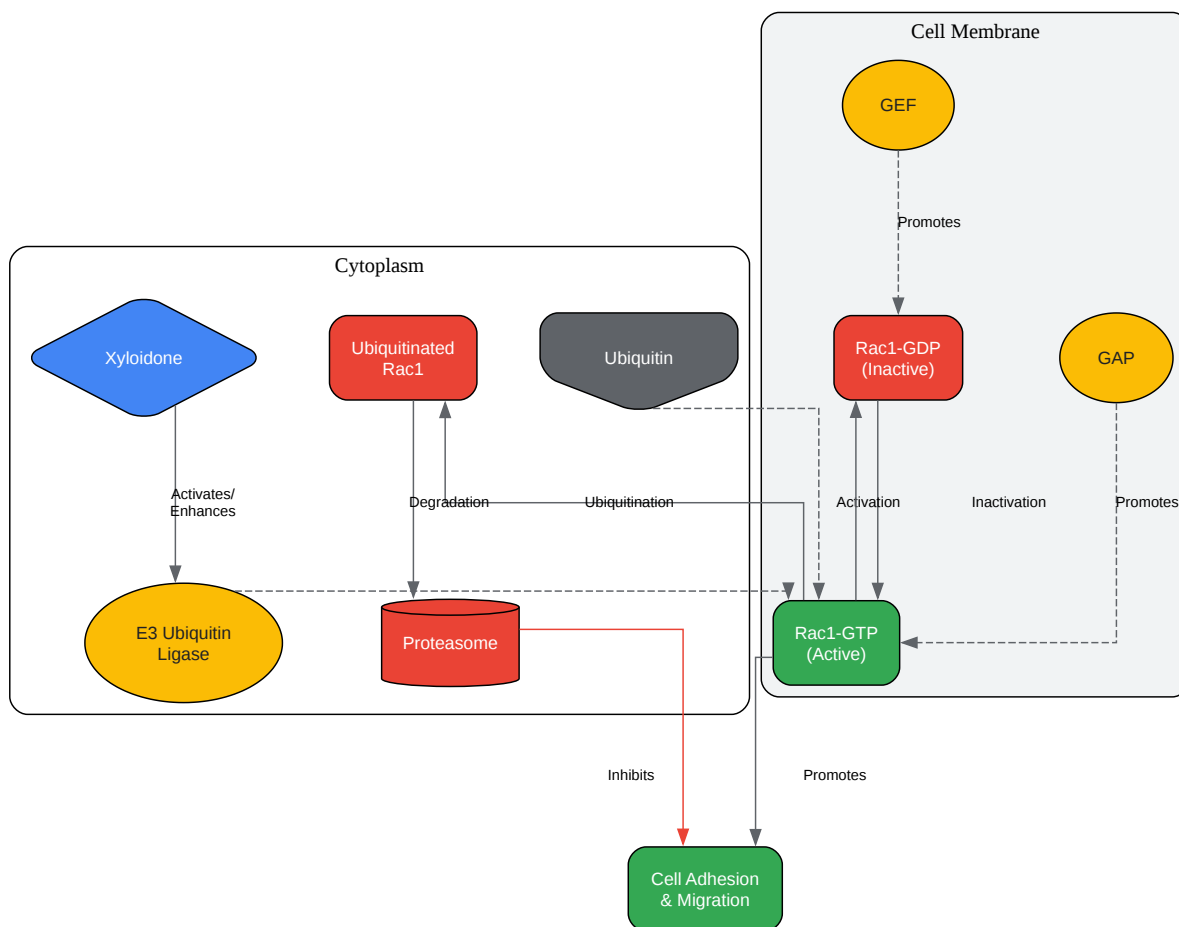 Cell Membrane
GEF
Promotes
Cytoplasm
Xyloidone
Ubiquitinated
Rac1
Ubiquitin
Rac1-GDP
(Inactive)
GAP
Activates/
Enhances
Degradation
Ubiquitination
Activation
Inactivation
Promotes
E3 Ubiquitin
Ligase
Proteasome
Rac1-GTP
(Active)
Inhibits
Promotes
Cell Adhesion
& Migration